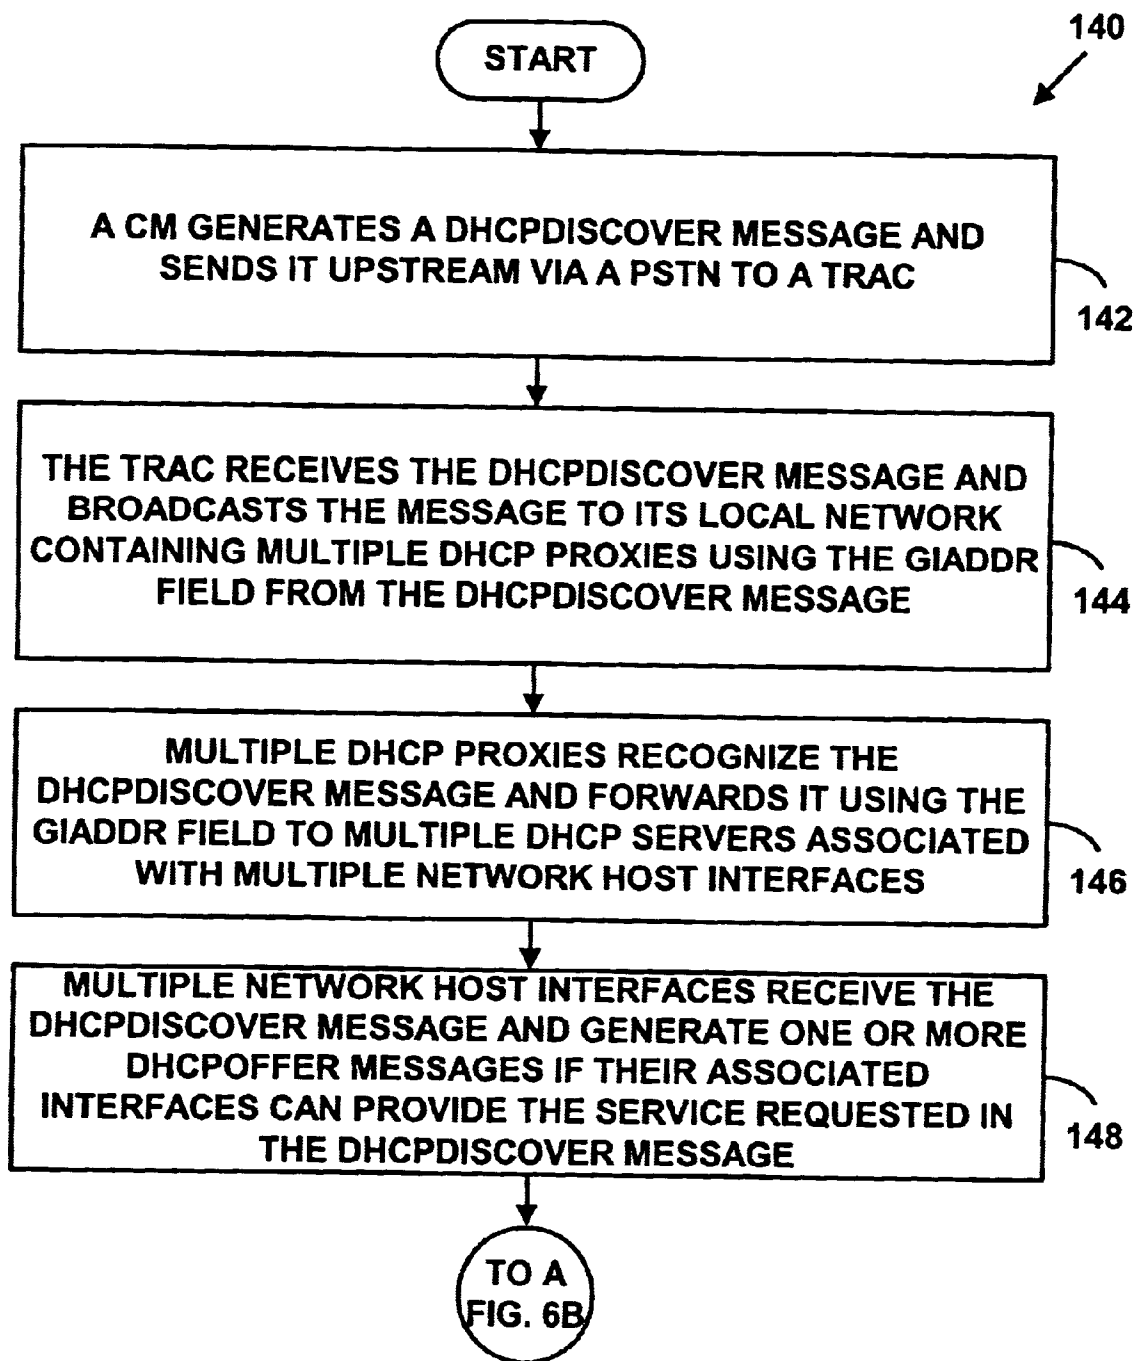 140
START
A CM GENERATES A DHCPDISCOVER MESSAGE AND
SENDS IT UPSTREAM VIA A PSTN TO A TRAC
142
THE TRAC RECEIVES THE DHCPDISCOVER MESSAGE AND
BROADCASTS THE MESSAGE TO ITS LOCAL NETWORK
CONTAINING MULTIPLE DHCP PROXIES USING THE GIADDR
FIELD FROM THE DHCPDISCOVER MESSAGE
144
MULTIPLE DHCP PROXIES RECOGNIZE THE
DHCPDISCOVER MESSAGE AND FORWARDS IT USING THE
GIADDR FIELD TO MULTIPLE DHCP SERVERS ASSOCIATED
WITH MULTIPLE NETWORK HOST INTERFACES
146
MULTIPLE NETWORK HOST INTERFACES RECEIVE THE
DHCPDISCOVER MESSAGE AND GENERATE ONE OR MORE
DHCPOFFER MESSAGES IF THEIR ASSOCIATED
INTERFACES CAN PROVIDE THE SERVICE REQUESTED IN
THE DHCPDISCOVER MESSAGE
148
TO A
FIG. 6B